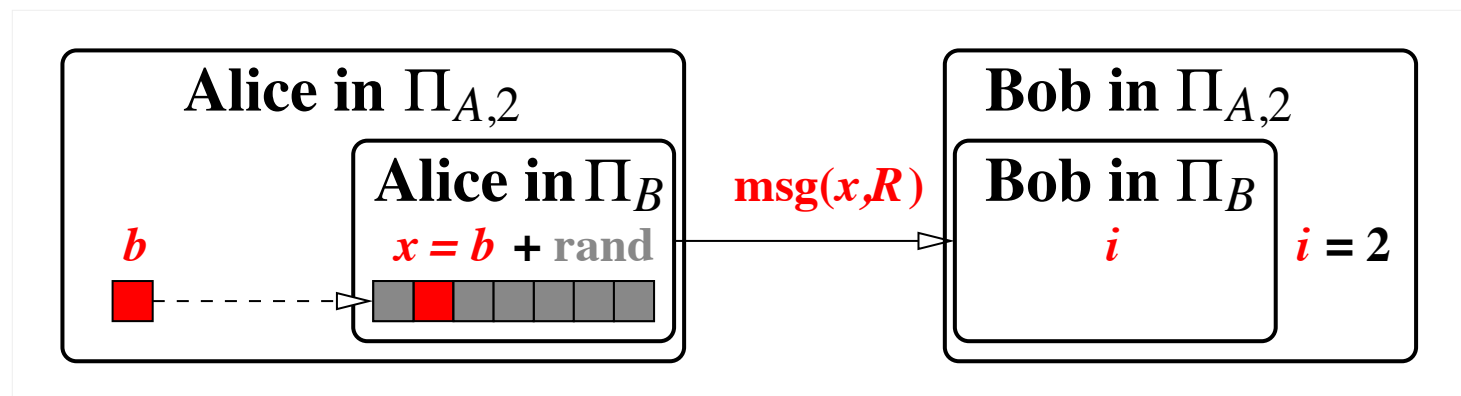 Alice in Π_{A,2}
Alice in Π_B
b
x = b + rand
msg(x,R)
Bob in Π_{A,2}
Bob in Π_B
i
i = 2